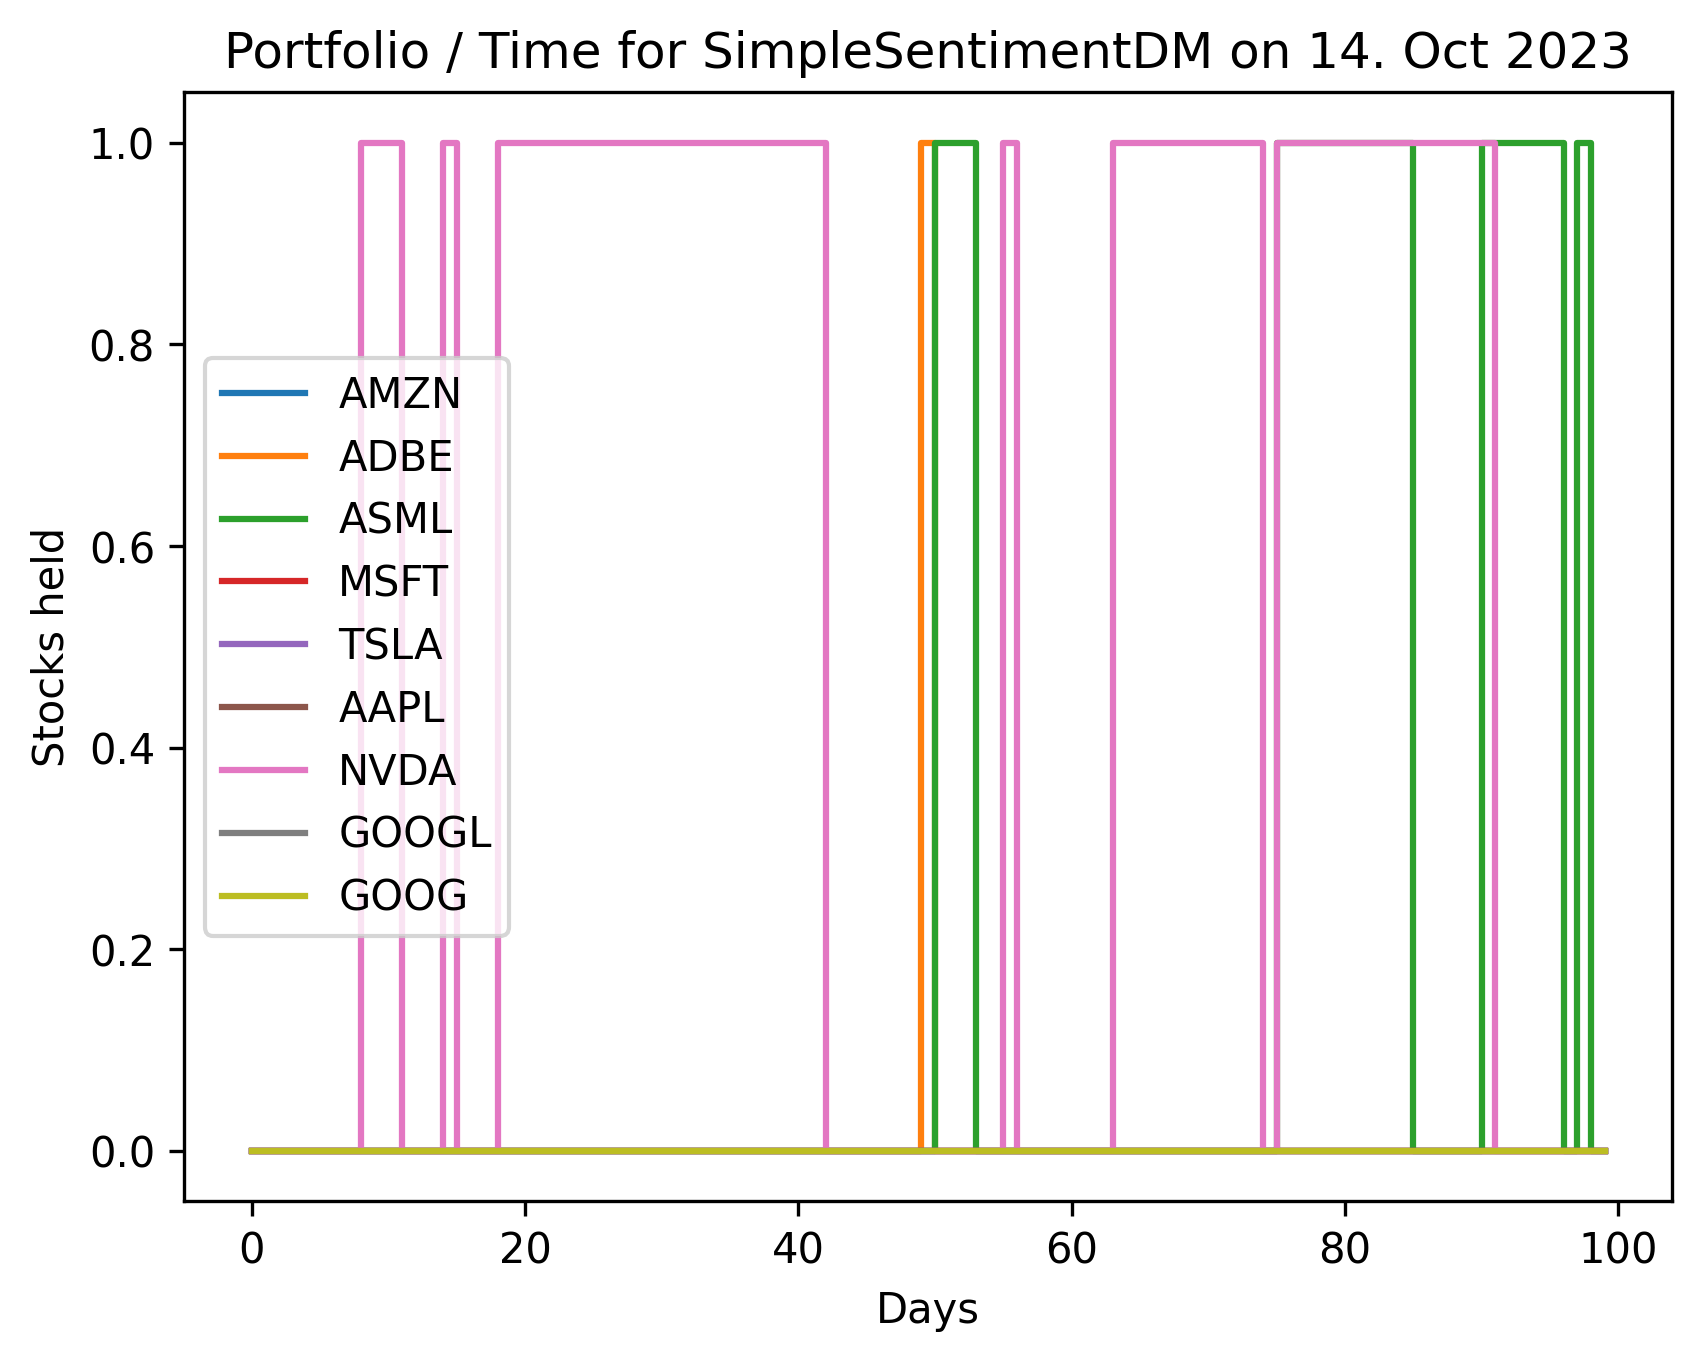 Portfolio / Time for SimpleSentimentDM on 14. Oct 2023
1.0
0.8
0.6
0.4
0.2
0.0
Stocks held
AMZN
ADBE
ASML
MSFT
TSLA
AAPL
NVDA
GOOGL
GOOG
0 20 40 60 80 100
Days